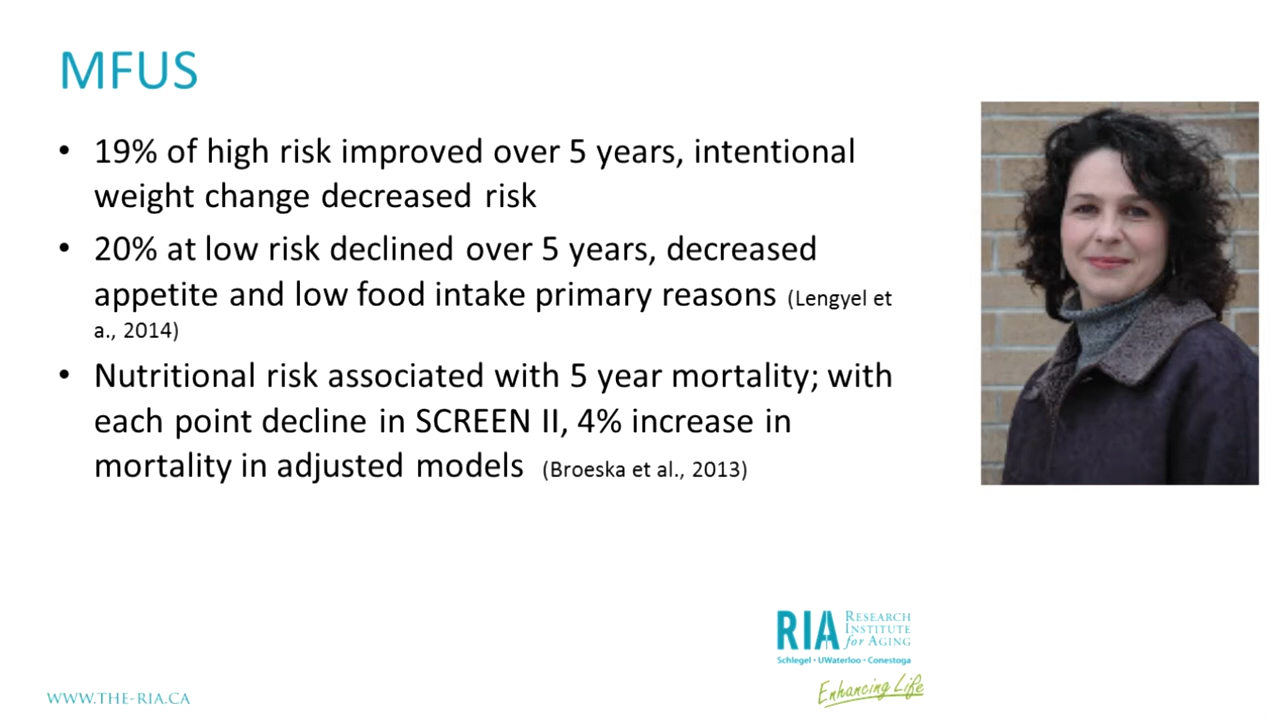 MFUS
• 19% of high risk improved over 5 years, intentional
weight change decreased risk
• 20% at low risk declined over 5 years, decreased
appetite and low food intake primary reasons (Lengyel et
a., 2014)
• Nutritional risk associated with 5 year mortality; with
each point decline in SCREEN II, 4% increase in
mortality in adjusted models (Broeska et al., 2013)
RIA RESEARCH
INSTITUTE
for AGING
Schlegel • UWaterloo • Conestoga
Enhancing Life
WWW.THE-RIA.CA